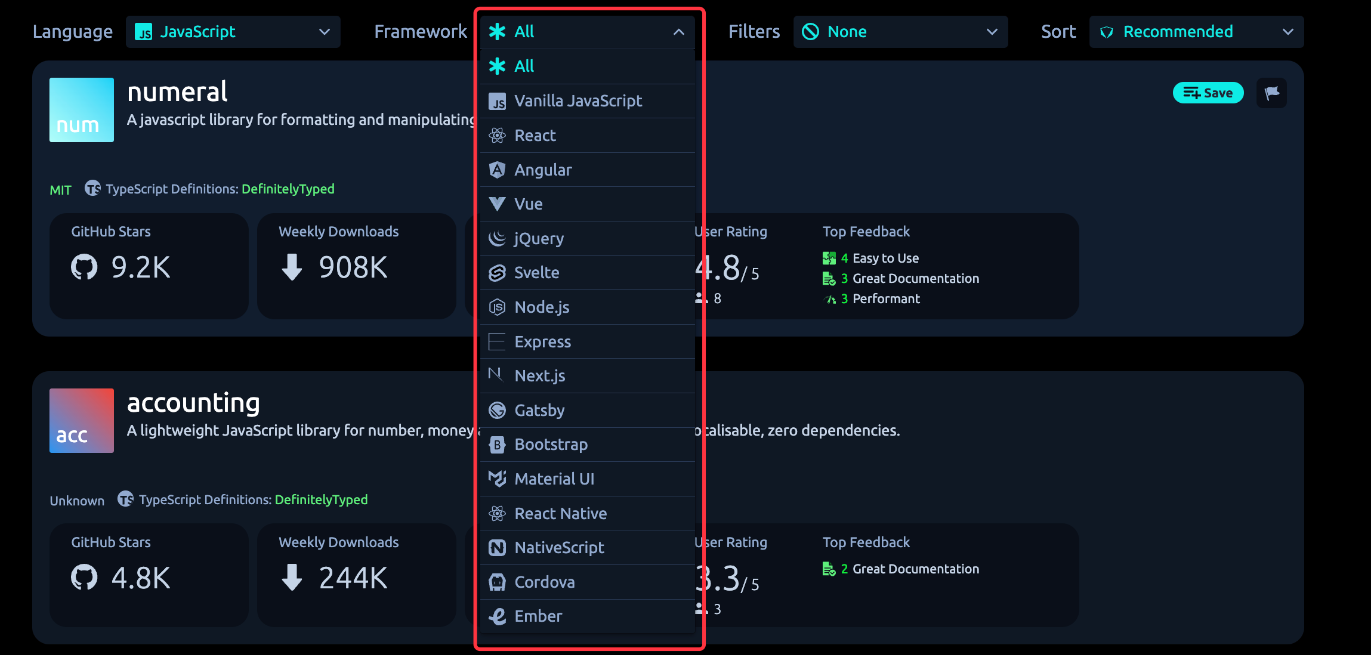 Language
JS JavaScript
Framework
All
Filters
None
Sort
Recommended
All
Vanilla JavaScript
React
Angular
Vue
jQuery
Svelte
Node.js
Express
Next.js
Gatsby
Bootstrap
Material UI
React Native
NativeScript
Cordova
Ember
num
numeral
A javascript library for formatting and manipulating
Save
MIT
TS TypeScript Definitions: DefinitelyTyped
GitHub Stars
9.2K
Weekly Downloads
908K
User Rating
4.8/ 5
8
Top Feedback
4 Easy to Use
3 Great Documentation
3 Performant
acc
accounting
A lightweight JavaScript library for number, money
ocalisable, zero dependencies.
Unknown
TS TypeScript Definitions: DefinitelyTyped
GitHub Stars
4.8K
Weekly Downloads
244K
User Rating
3.3/ 5
3
Top Feedback
2 Great Documentation